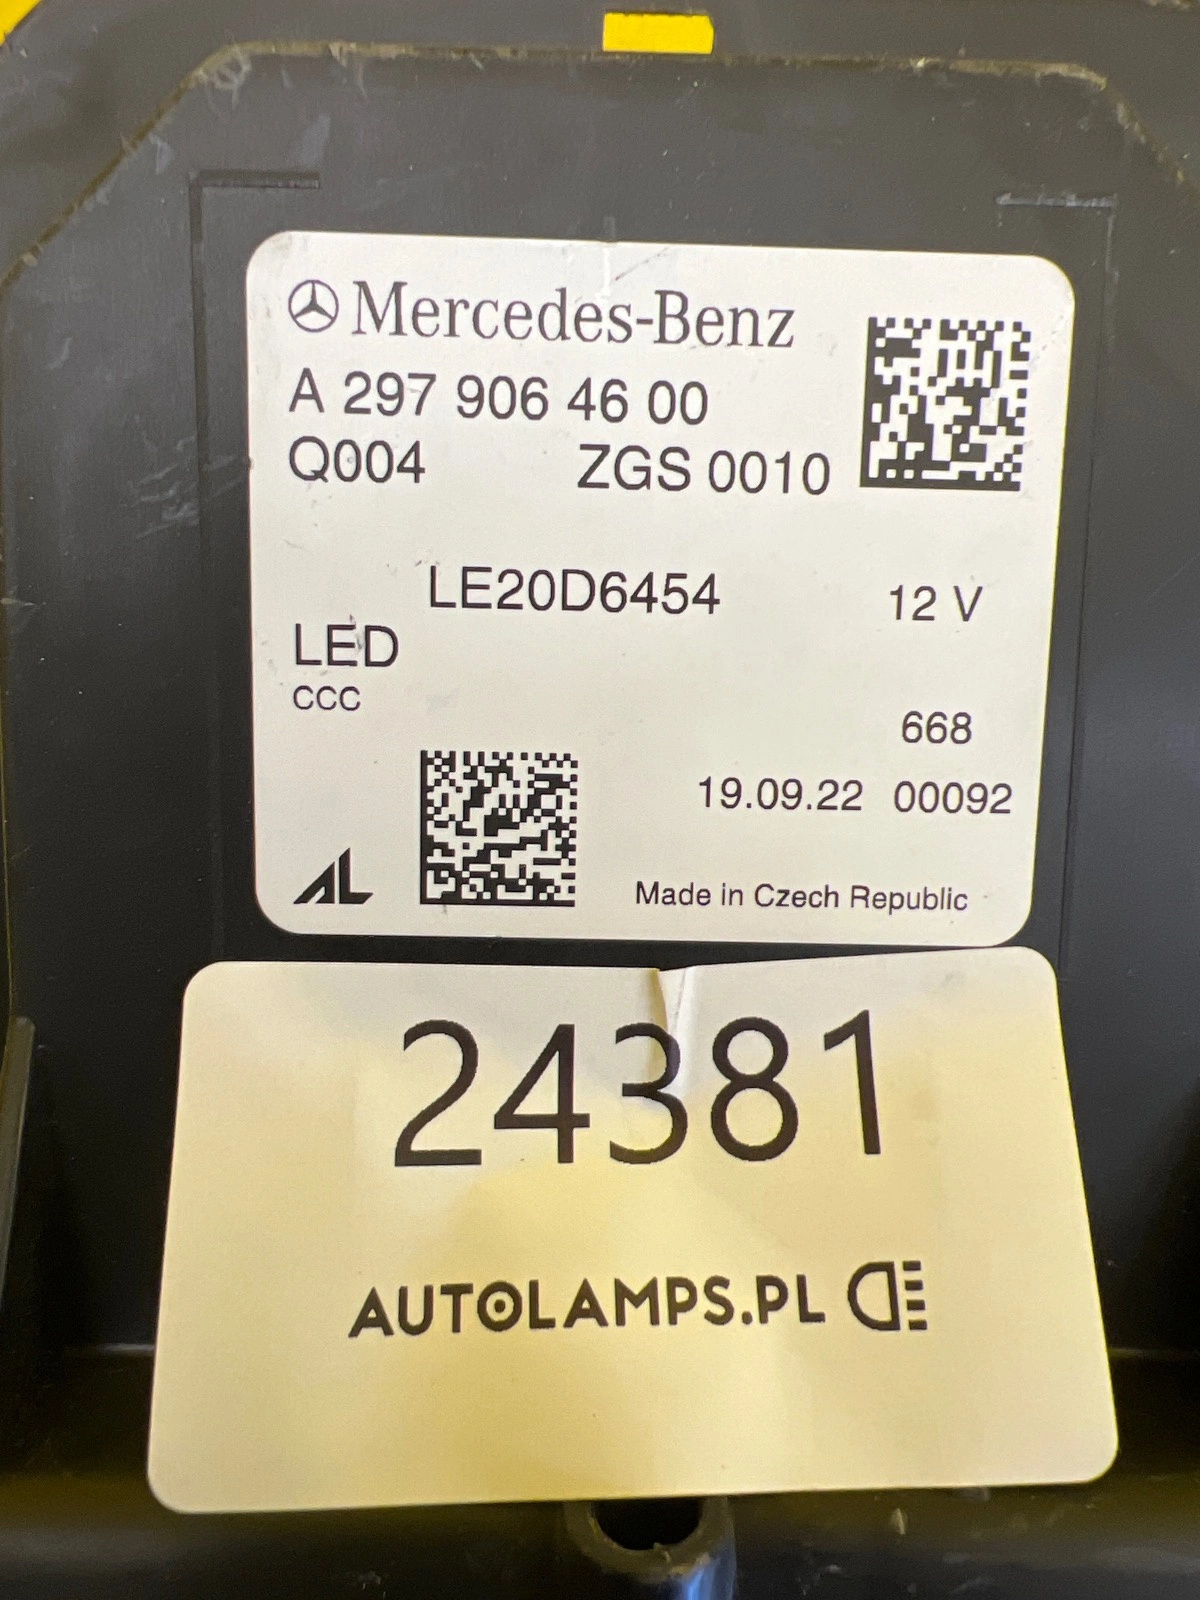 Mercedes-Benz
A 297 906 46 00
Q004 ZGS 0010
LE20D6454 12 V
LED
CCC
668
19.09.22 00092
AL
Made in Czech Republic
24381
AUTOLAMPS.PL